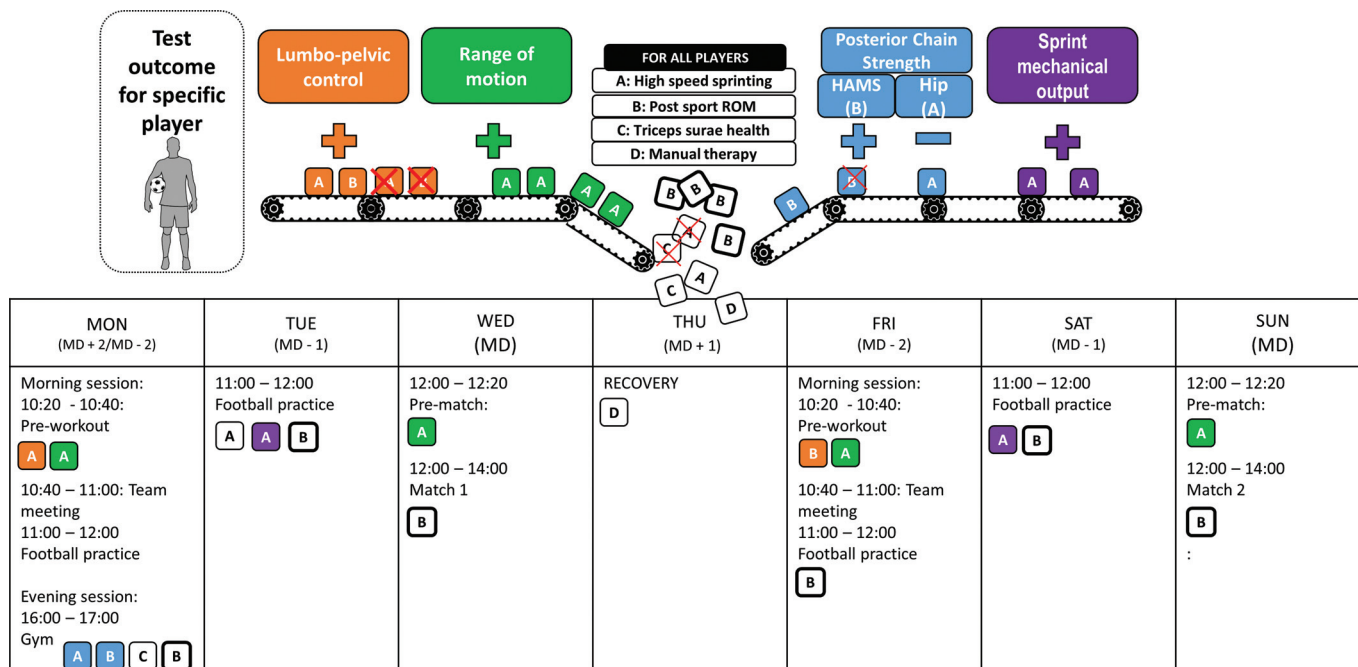 Test
outcome
for specific
player
Lumbo-pelvic
control
Range of
motion
FOR ALL PLAYERS
A: High speed sprinting
B: Post sport ROM
C: Triceps surae health
D: Manual therapy
Posterior Chain
Strength
HAMS
(B)
Hip
(A)
Sprint
mechanical
output
A B A B
A A A A
B B B
A B
C
A
C
D
B B A
A A
MON
(MD + 2/MD - 2)
TUE
(MD - 1)
WED
(MD)
THU
(MD + 1)
FRI
(MD - 2)
SAT
(MD - 1)
SUN
(MD)
Morning session:
10:20 - 10:40:
Pre-workout
A A
10:40 – 11:00: Team
meeting
11:00 – 12:00
Football practice
Evening session:
16:00 – 17:00
Gym
A B C B
11:00 – 12:00
Football practice
A A B
12:00 – 12:20
Pre-match:
A
12:00 – 14:00
Match 1
B
RECOVERY
D
Morning session:
10:20 - 10:40:
Pre-workout
B A
10:40 – 11:00: Team
meeting
11:00 – 12:00
Football practice
B
11:00 – 12:00
Football practice
A B
12:00 – 12:20
Pre-match:
A
12:00 – 14:00
Match 2
B
: